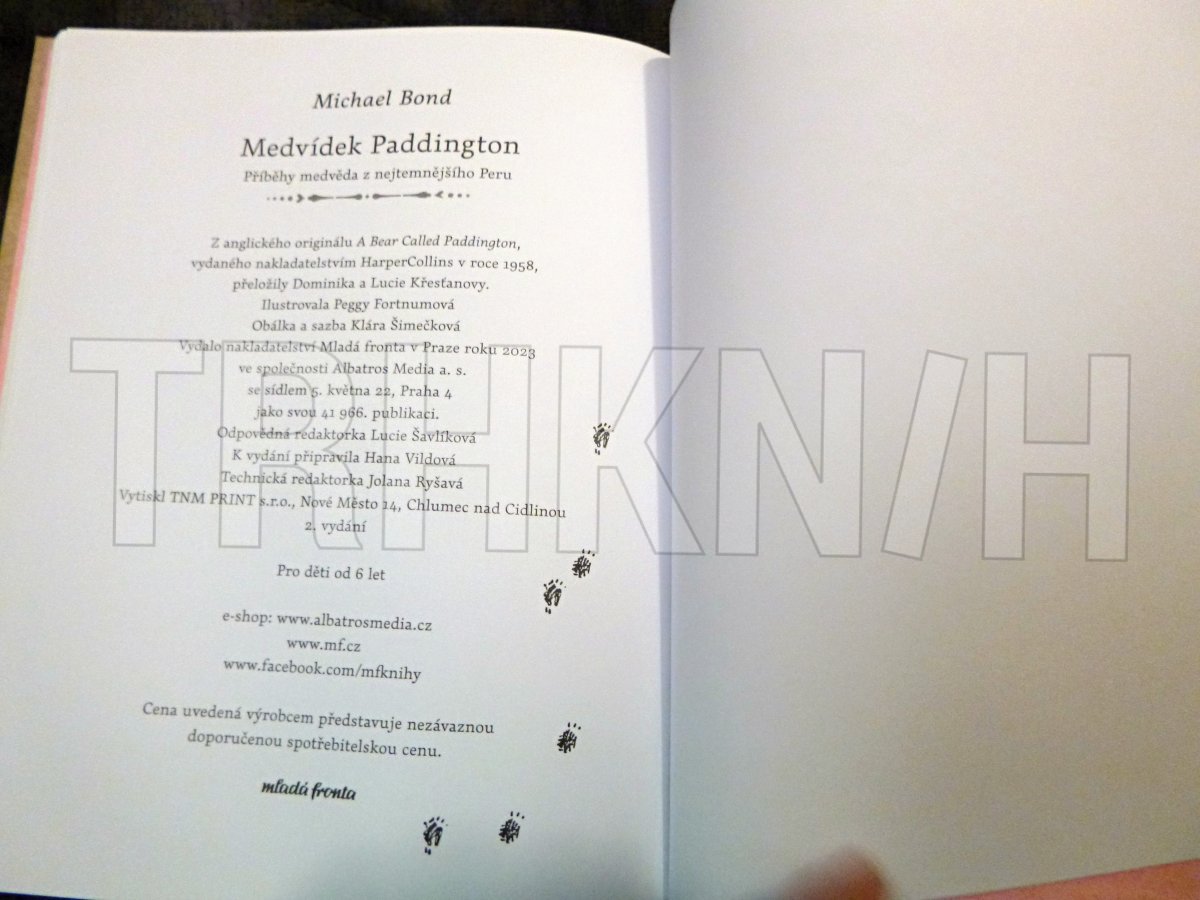 Michael Bond
Medvídek Paddington
Příběhy medvěda z nejtemnějšího Peru
Z anglického originálu A Bear Called Paddington,
vydaného nakladatelstvím HarperCollins v roce 1958,
přeložily Dominika a Lucie Křesťanovy.
Ilustrovala Peggy Fortnumová
Obálka a sazba Klára Šimečková
Vydalo nakladatelství Mladá fronta v Praze roku 2023
ve společnosti Albatros Media a. s.
se sídlem 5. května 22, Praha 4
jako svou 41 966. publikaci.
Odpovědná redaktorka Lucie Šavlíková
K vydání připravila Hana Vildová
Technická redaktorka Jolana Ryšavá
Vytiskl TNM PRINT s.r.o., Nové Město 14, Chlumec nad Cidlinou
2. vydání
Pro děti od 6 let
e-shop: www.albatrosmedia.cz
www.mf.cz
www.facebook.com/mfknihy
Cena uvedená výrobcem představuje nezávaznou
doporučenou spotřebitelskou cenu.
mladá fronta
TRHKN/H